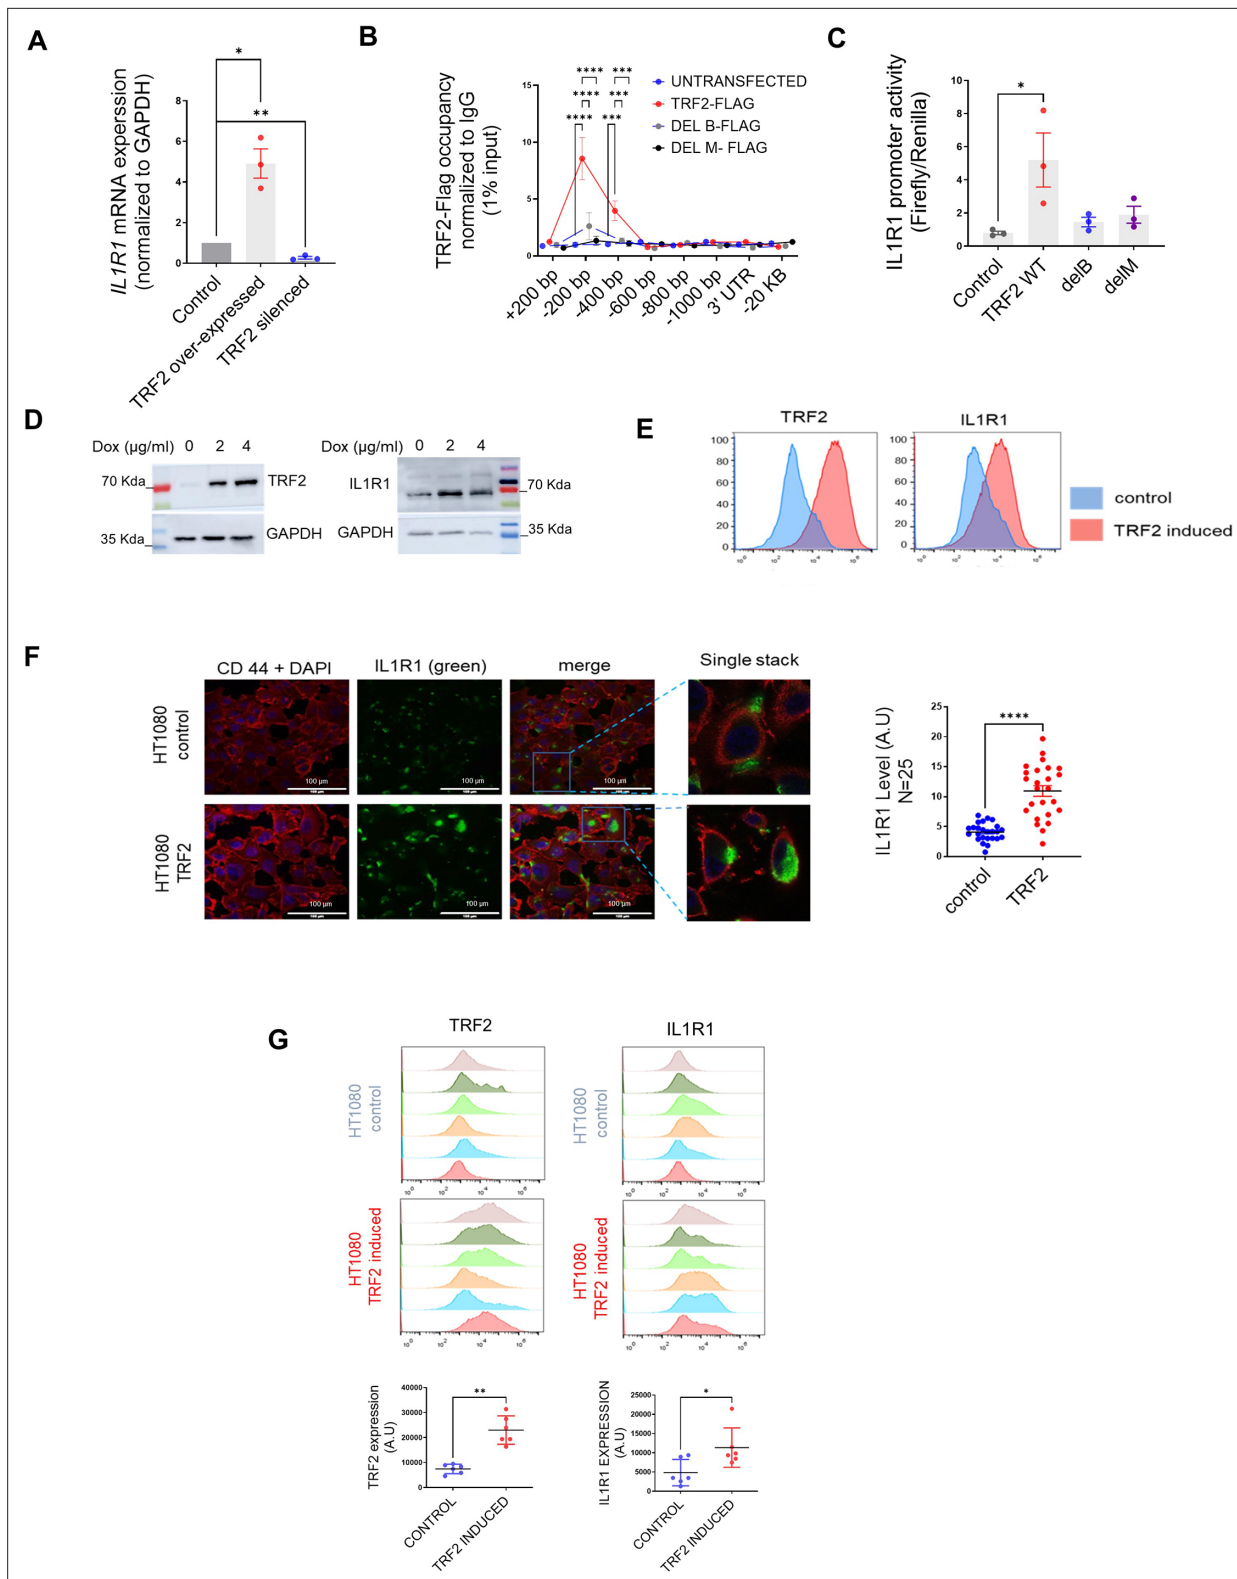 A
*
**
IL1R1 mRNA experssion
(normalized to GAPDH)
8
6
4
2
0
Control
TRF2 over-expressed
TRF2 silenced
B
TRF2-Flag occupancy
normalized to IgG
(1% input)
15
10
5
0
**** ***
**** ***
**** ***
UNTRANSFECTED
TRF2-FLAG
DEL B-FLAG
DEL M- FLAG
+200 bp
-200 bp
-400 bp
-600 bp
-800 bp
-1000 bp
3' UTR
-20 KB
C
IL1R1 promoter activity
(Firefly/Renilla)
10
8
6
4
2
0
*
Control
TRF2 WT
delB
delM
D
Dox (µg/ml) 0 2 4
70 Kda
TRF2
35 Kda
GAPDH
Dox (µg/ml) 0 2 4
IL1R1
70 Kda
GAPDH
35 Kda
E
TRF2
IL1R1
100
80
60
40
20
0
100
80
60
40
20
0
control
TRF2 induced
F
CD 44 + DAPI
IL1R1 (green)
merge
Single stack
HT1080
control
100 µm
100 µm
100 µm
HT1080
TRF2
100 µm
100 µm
100 µm
IL1R1 Level (A.U)
N=25
25
20
15
10
5
0
****
control
TRF2
G
TRF2
IL1R1
HT1080
control
HT1080
control
HT1080
TRF2 induced
HT1080
TRF2 induced
TRF2 expression
(A.U)
40000
30000
20000
10000
0
**
CONTROL
TRF2 INDUCED
IL1R1 EXPRESSION
(A.U)
25000
20000
15000
10000
5000
0
*
CONTROL
TRF2 INDUCED